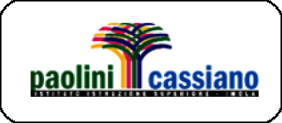 paolini cassiano
ISTITUTO ISTRUZIONE SUPERIORE - IMOLA